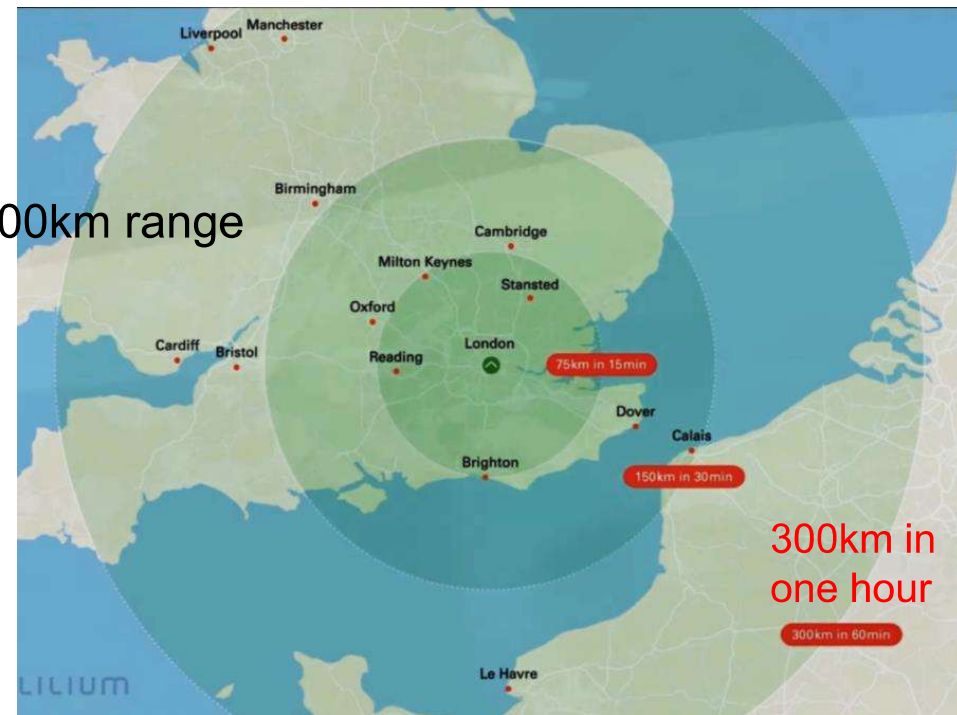 Manchester
Liverpool
Birmingham
00km range
Cambridge
Milton Keynes
Stansted
Oxford
London
Cardiff
Bristol
Reading
75km in 15min
Dover
Calais
Brighton
150km in 30min
300km in
one hour
300km in 60min
Le Havre
LILIUM